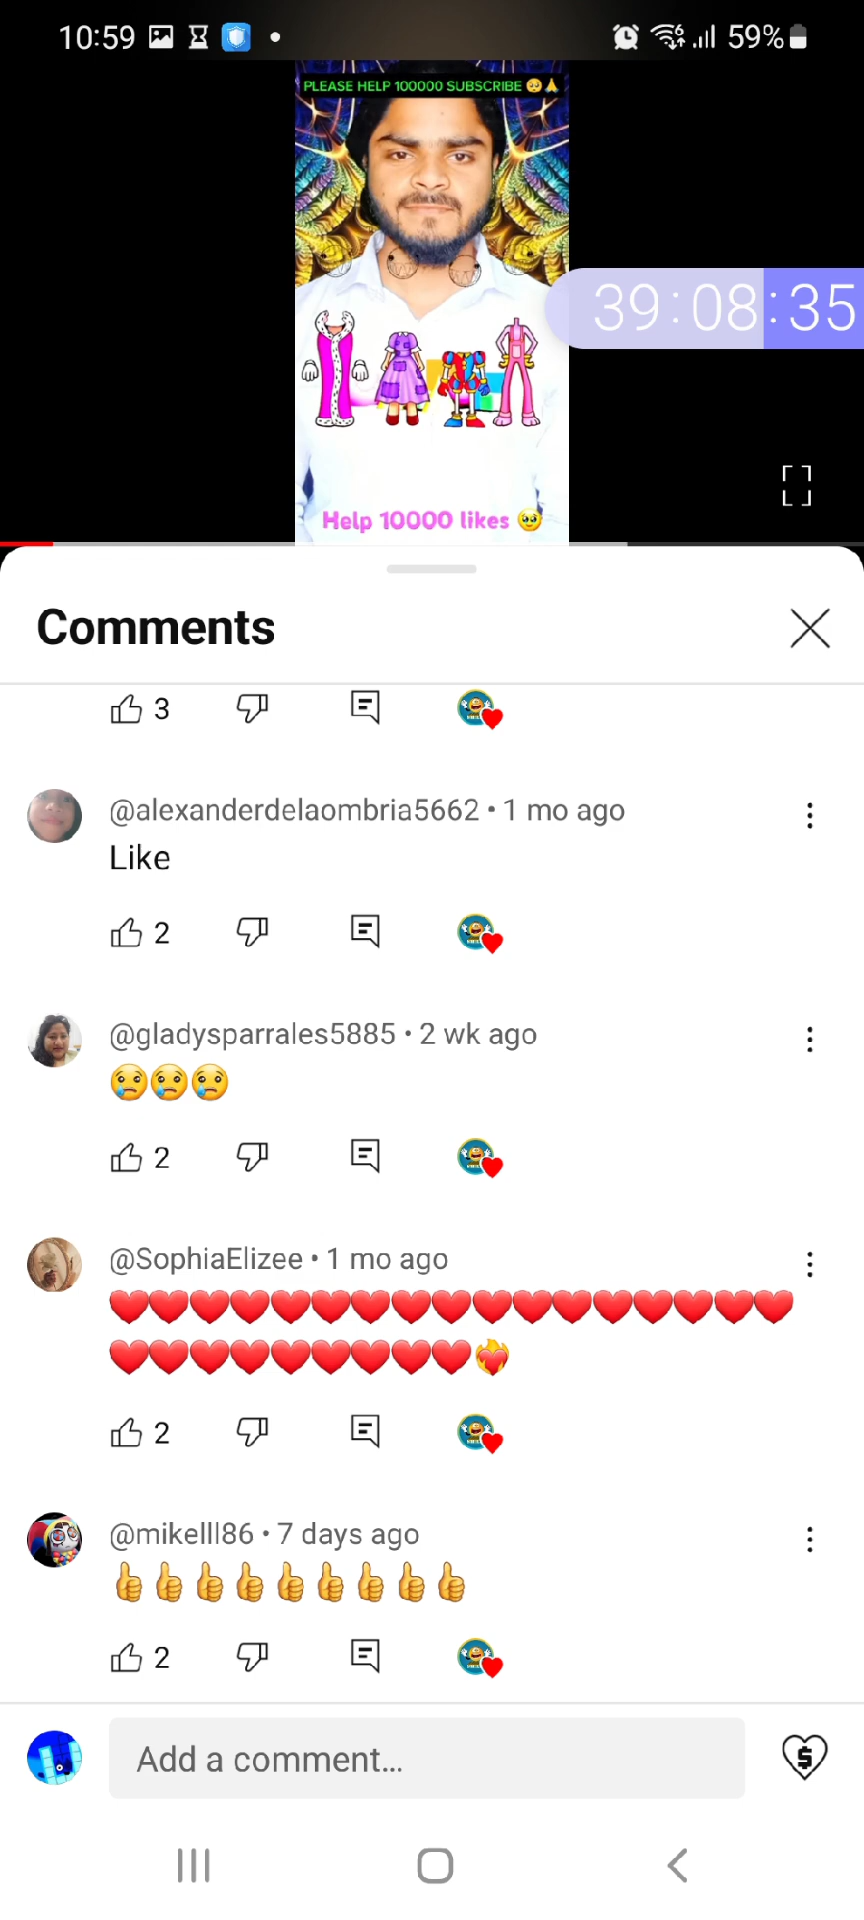 10:59 59%
PLEASE HELP 100000 SUBSCRIBE 🥺🙏
39:08:35
Help 10000 likes 🥹
Comments
3
@alexanderdelaombria5662 • 1 mo ago
Like
2
@gladysparrales5885 • 2 wk ago
😢😢😢
2
@SophiaElizee • 1 mo ago
❤️❤️❤️❤️❤️❤️❤️❤️❤️❤️❤️❤️❤️❤️❤️❤️❤️
❤️❤️❤️❤️❤️❤️❤️❤️❤️❤️‍🔥
2
@mikelll86 • 7 days ago
👍👍👍👍👍👍👍👍👍
2
Add a comment...